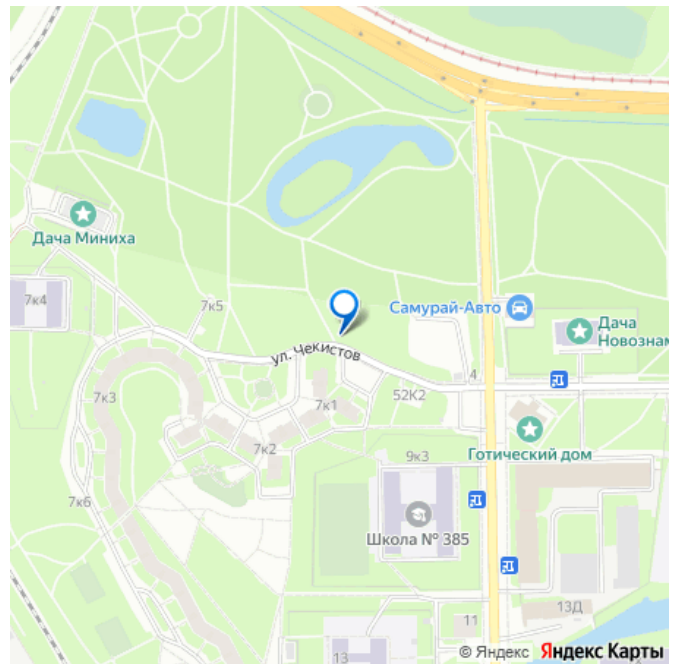 Дача Миниха
7к4
7к5
Самурай-Авто
Дача
Новознам
ул. Чекистов
4
7к3
7к1
52К2
7к2
9к3
Готический дом
7к6
Школа № 385
13Д
11
13
© Яндекс Яндекс Карты